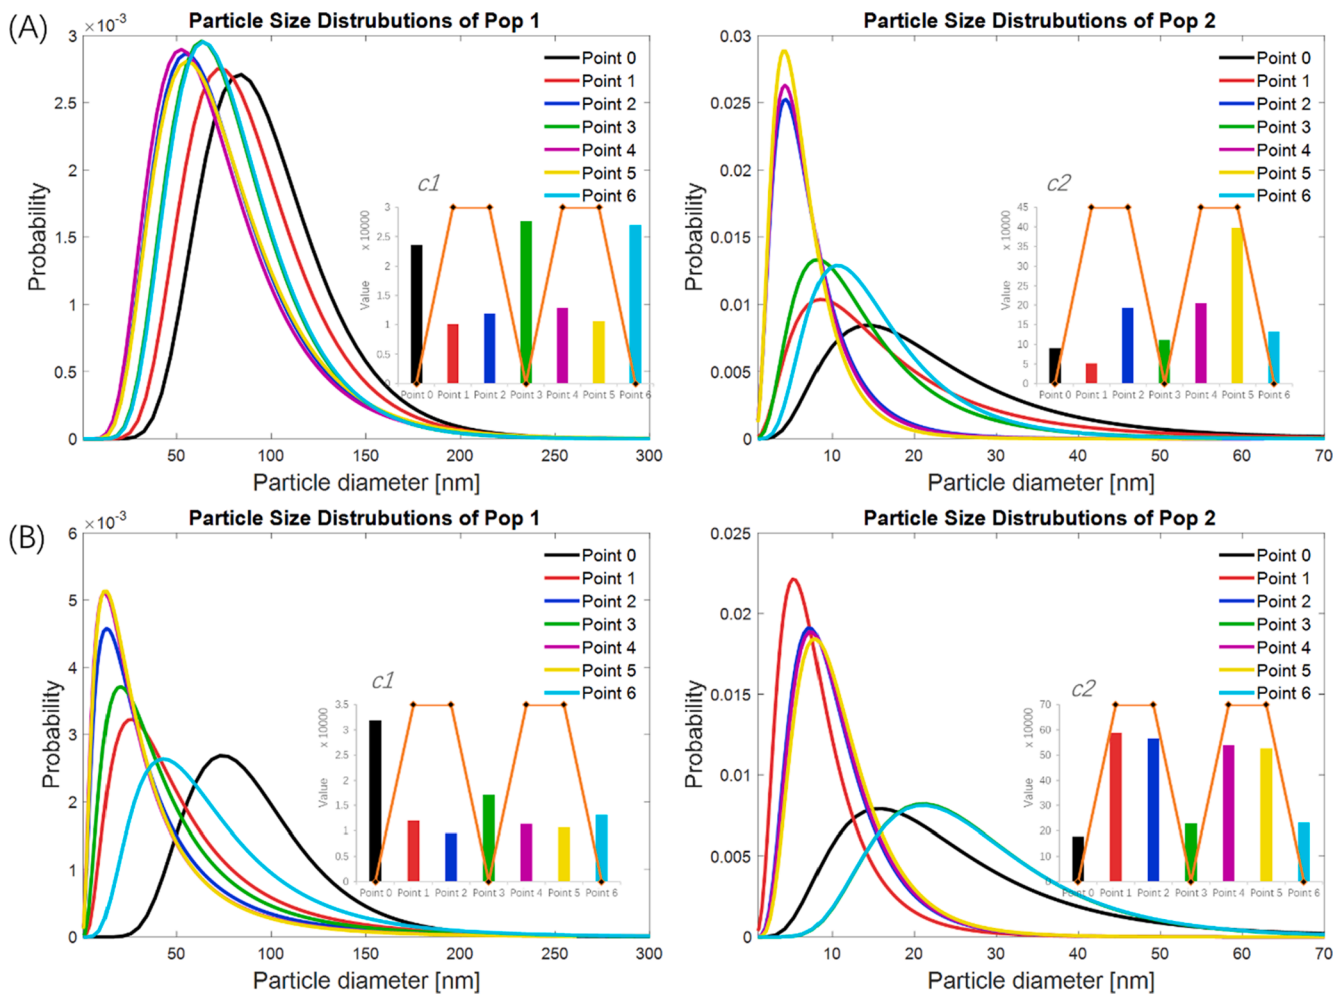 (A)
Particle Size Distrubutions of Pop 1
×10-3
3
2.5
2
1.5
1
0.5
0
Probability
50
100
150
200
250
300
Particle diameter [nm]
Point 0
Point 1
Point 2
Point 3
Point 4
Point 5
Point 6
c1
x 10000
Value
3
2.5
2
1.5
1
0.5
0
Point 0 Point 1 Point 2 Point 3 Point 4 Point 5 Point 6
Particle Size Distrubutions of Pop 2
0.03
0.025
0.02
0.015
0.01
0.005
0
Probability
10
20
30
40
50
60
70
Particle diameter [nm]
Point 0
Point 1
Point 2
Point 3
Point 4
Point 5
Point 6
c2
x 10000
Value
45
40
35
30
25
20
15
10
5
0
Point 0 Point 1 Point 2 Point 3 Point 4 Point 5 Point 6
(B)
Particle Size Distrubutions of Pop 1
×10-3
6
5
4
3
2
1
0
Probability
50
100
150
200
250
300
Particle diameter [nm]
Point 0
Point 1
Point 2
Point 3
Point 4
Point 5
Point 6
c1
x 10000
Value
3.5
3
2.5
2
1.5
1
0.5
0
Point 0 Point 1 Point 2 Point 3 Point 4 Point 5 Point 6
Particle Size Distrubutions of Pop 2
0.025
0.02
0.015
0.01
0.005
0
Probability
10
20
30
40
50
60
70
Particle diameter [nm]
Point 0
Point 1
Point 2
Point 3
Point 4
Point 5
Point 6
c2
x 10000
Value
70
60
50
40
30
20
10
0
Point 0 Point 1 Point 2 Point 3 Point 4 Point 5 Point 6